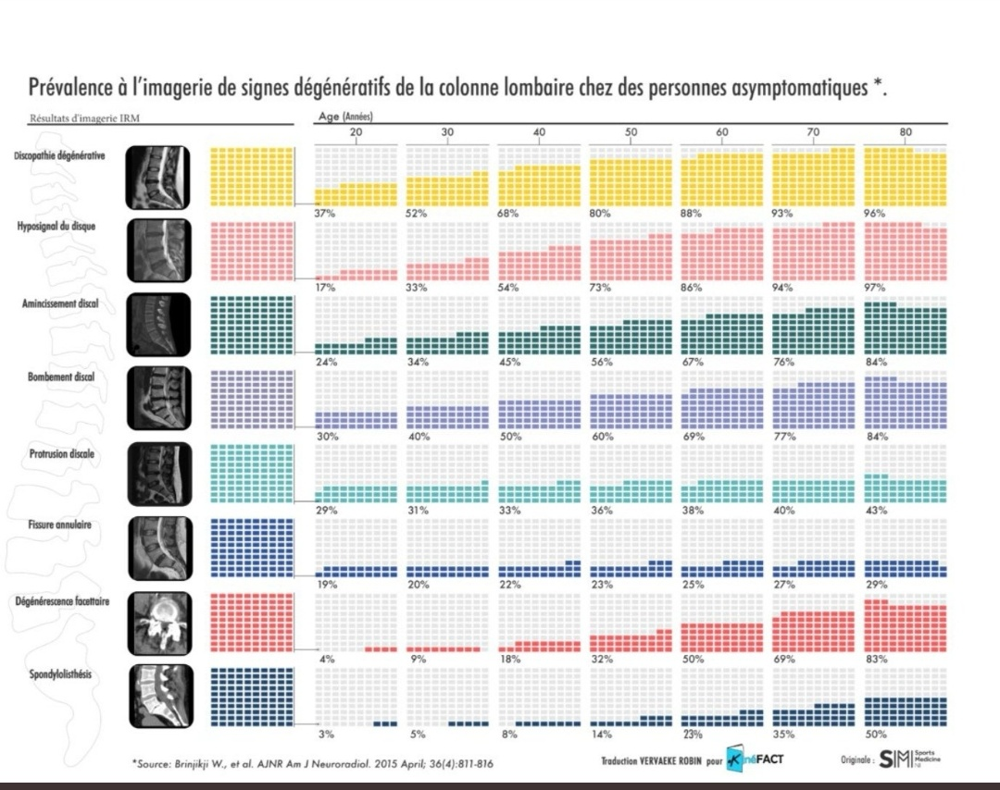 Prévalence à l'imagerie de signes dégénératifs de la colonne lombaire chez des personnes asymptomatiques *.
Résultats d'imagerie IRM
Age (Années)
20 30 40 50 60 70 80
Discopathie dégénérative
37% 52% 68% 80% 88% 93% 96%
Hyposignal du disque
17% 33% 54% 73% 86% 94% 97%
Amincissement discal
24% 34% 45% 56% 67% 76% 84%
Bombement discal
30% 40% 50% 60% 69% 77% 84%
Protrusion discale
29% 31% 33% 36% 38% 40% 43%
Fissure annulaire
19% 20% 22% 23% 25% 27% 29%
Dégénérescence facettaire
4% 9% 18% 32% 50% 69% 83%
Spondylolisthésis
3% 5% 8% 14% 23% 35% 50%
*Source: Brinjikji W., et al. AJNR Am J Neuroradiol. 2015 April; 36(4):811-816
Traduction VERVAEKE ROBIN pour KinéFACT
Originale : SMI Sports
Medicine